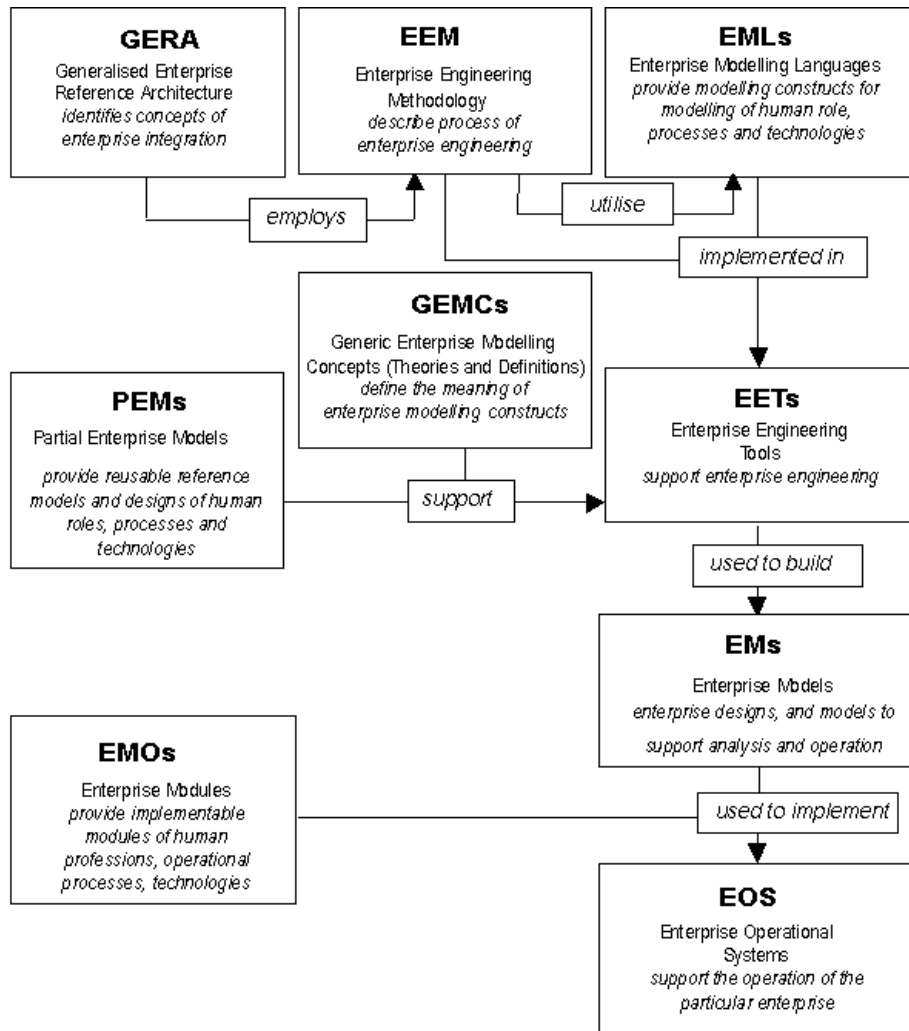 GERA
Generalised Enterprise
Reference Architecture
identifies concepts of
enterprise integration
EEM
Enterprise Engineering
Methodology
describe process of
enterprise engineering
EMLs
Enterprise Modelling Languages
provide modelling constructs for
modelling of human role,
processes and technologies
employs
utilise
implemented in
GEMCs
Generic Enterprise Modelling
Concepts (Theories and Definitions)
define the meaning of
enterprise modelling constructs
PEMs
Partial Enterprise Models
provide reusable reference
models and designs of human
roles, processes and
technologies
support
EETs
Enterprise Engineering
Tools
support enterprise engineering
used to build
EMs
Enterprise Models
enterprise designs, and models to
support analysis and operation
EMOs
Enterprise Modules
provide implementable
modules of human
professions, operational
processes, technologies
used to implement
EOS
Enterprise Operational
Systems
support the operation of the
particular enterprise